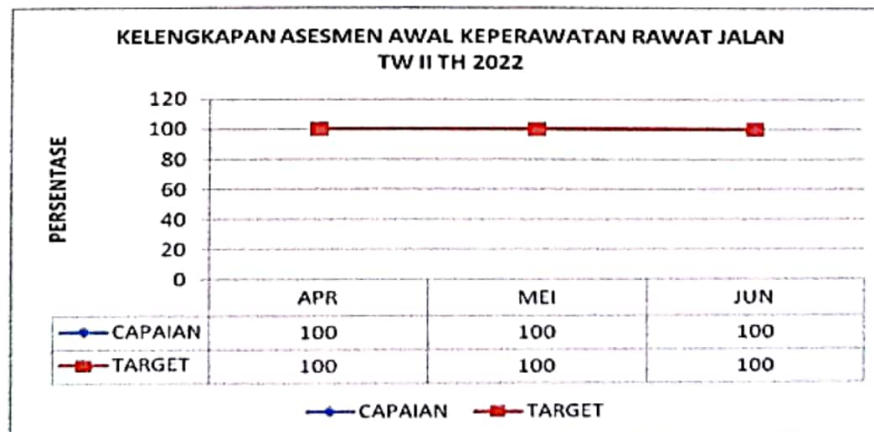 KELENGKAPAN ASESMEN AWAL KEPERAWATAN RAWAT JALAN
TW II TH 2022
PERSENTASE
120
100
80
60
40
20
0
APR MEI JUN
CAPAIAN 100 100 100
TARGET 100 100 100
CAPAIAN TARGET